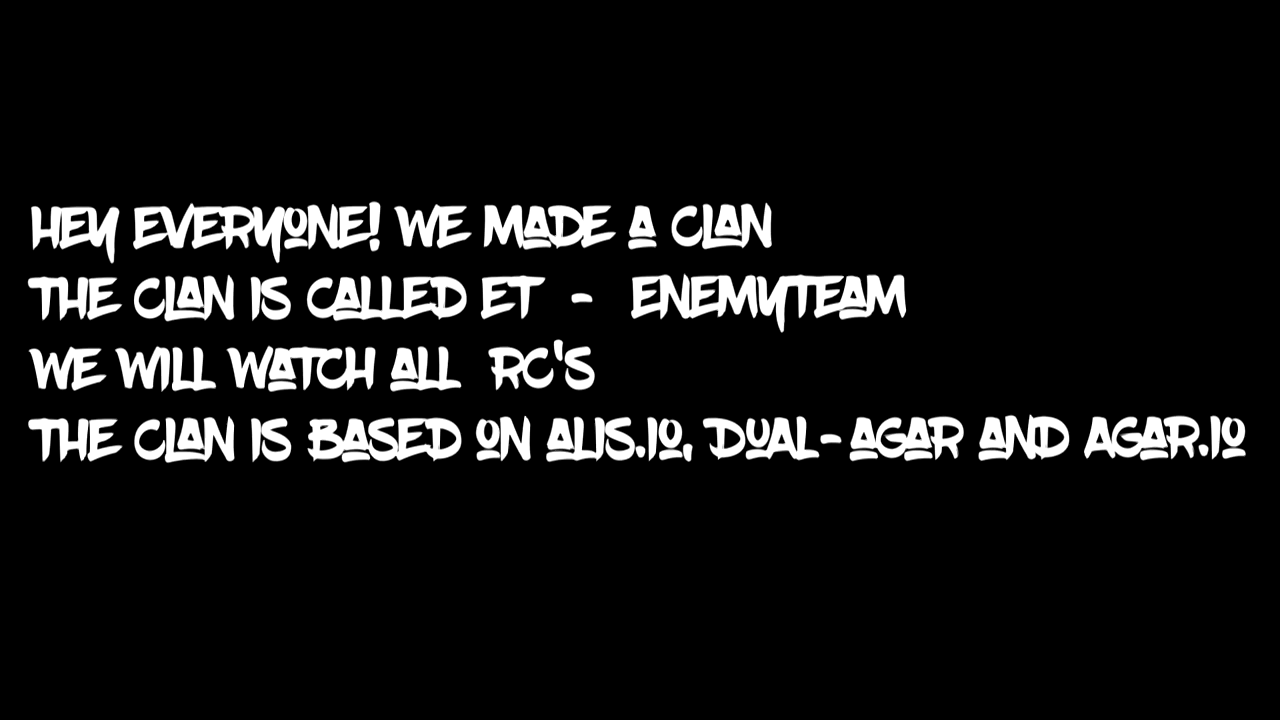 HEY EVERYONE! WE MADE A CLAN
THE CLAN IS CALLED ET - ENEMYTEAM
WE WILL WATCH ALL RC'S
THE CLAN IS BASED ON ALIS.IO, DUAL-AGAR AND AGAR.IO